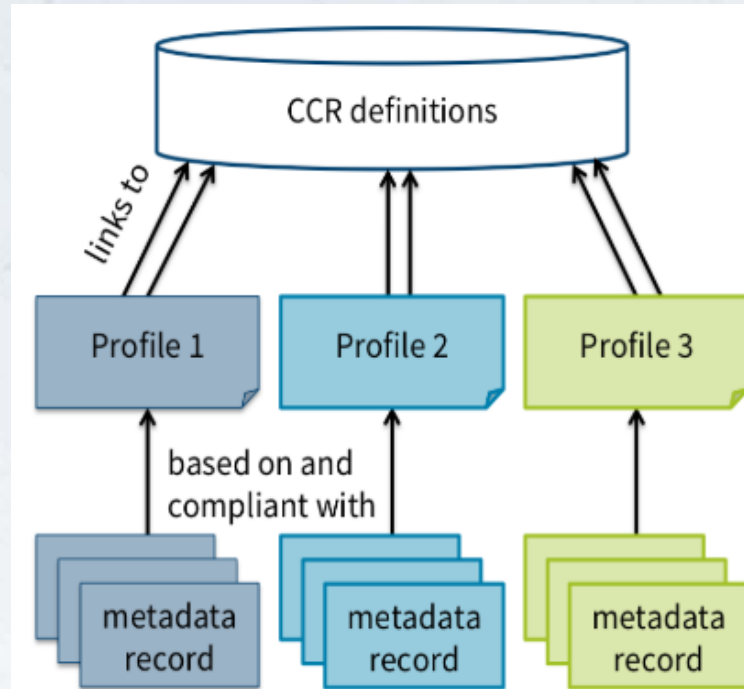 CCR definitions
links to
Profile 1
Profile 2
Profile 3
based on and
compliant with
metadata
record
metadata
record
metadata
record